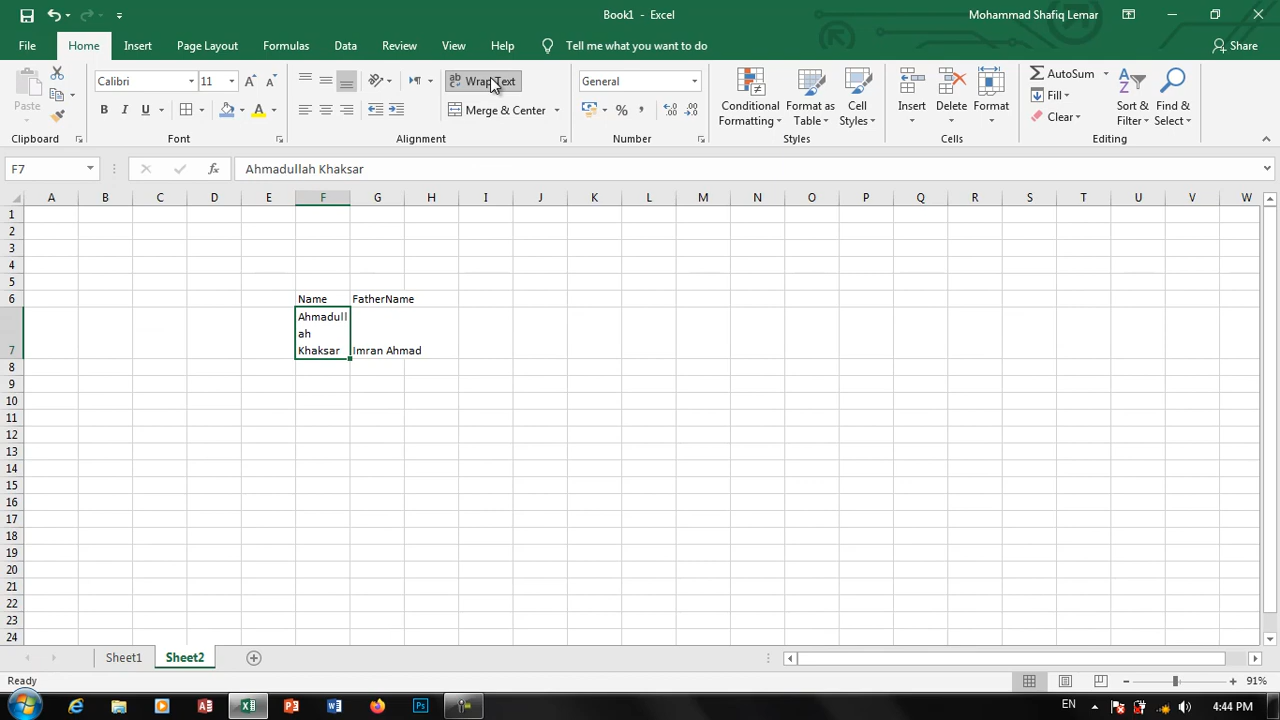 Book1 - Excel
Mohammad Shafiq Lemar
File
Home
Insert
Page Layout
Formulas
Data
Review
View
Help
Tell me what you want to do
Share
Paste
Clipboard
Calibri
11
B I U
Font
Wrap Text
Merge & Center
Alignment
General
Number
Conditional
Formatting
Format as
Table
Cell
Styles
Styles
Insert
Delete
Format
Cells
AutoSum
Fill
Clear
Sort &
Filter
Find &
Select
Editing
F7
fx
Ahmadullah Khaksar
A B C D E F G H I J K L M N O P Q R S T U V W
1
2
3
4
5
6 Name FatherName
Ahmadull
ah
7 Khaksar Imran Ahmad
8
9
10
11
12
13
14
15
16
17
18
19
20
21
22
23
24
Sheet1
Sheet2
Ready
91%
EN
4:44 PM